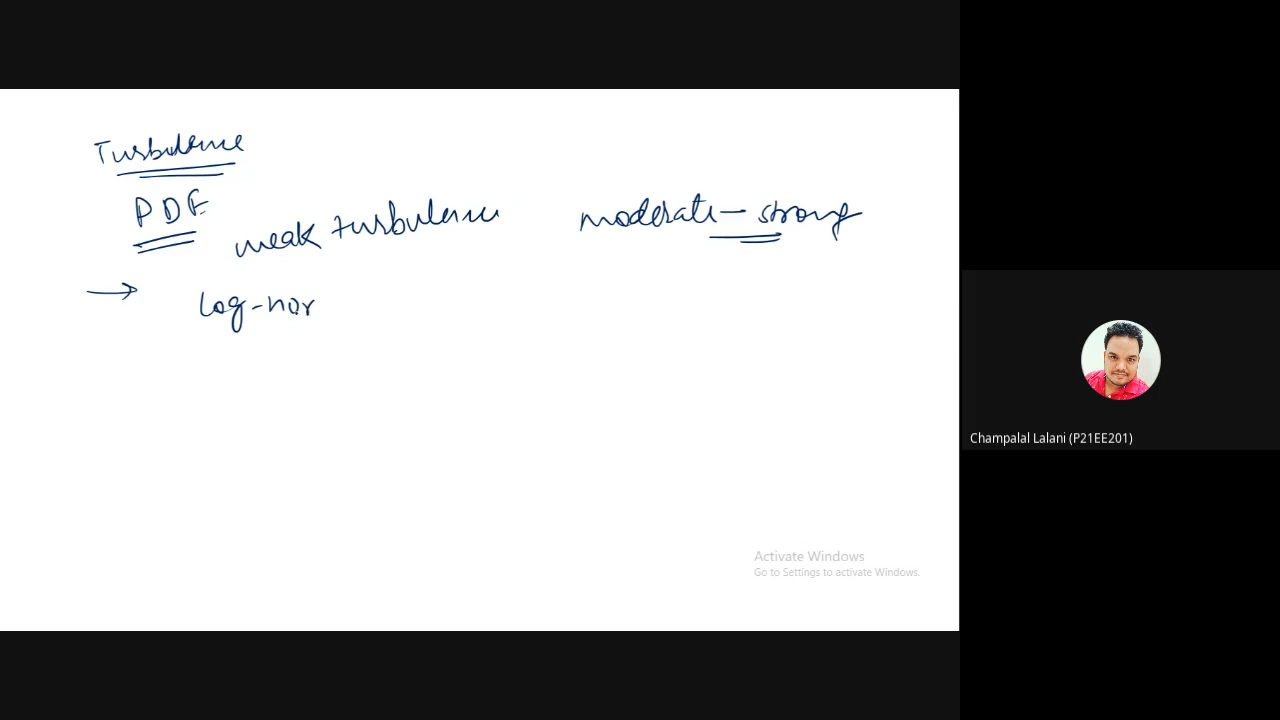 Turbulence
PDF
weak turbulence moderate - strong
→ Log-nor
Champalal Lalani (P21EE201)
Activate Windows
Go to Settings to activate Windows.